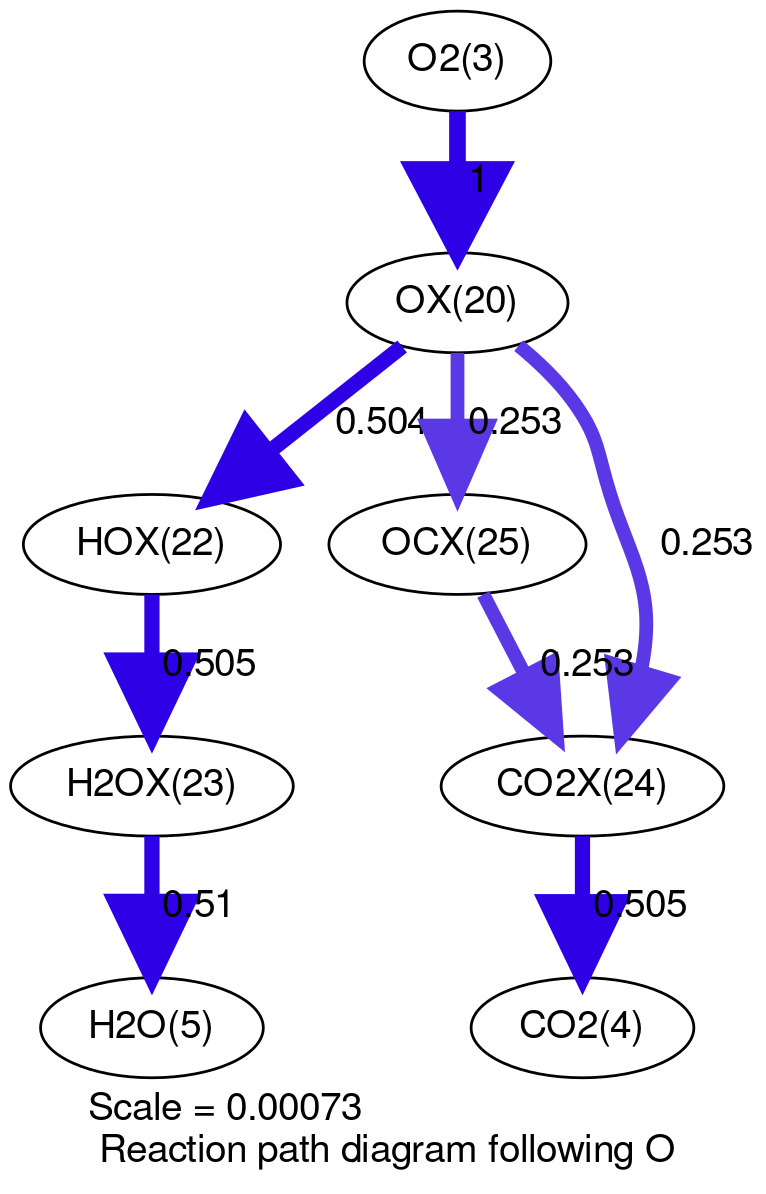 O2(3)
1
OX(20)
0.504
0.253
HOX(22)
OCX(25)
0.253
0.505
0.253
H2OX(23)
CO2X(24)
0.51
0.505
H2O(5)
CO2(4)
Scale = 0.00073
Reaction path diagram following O